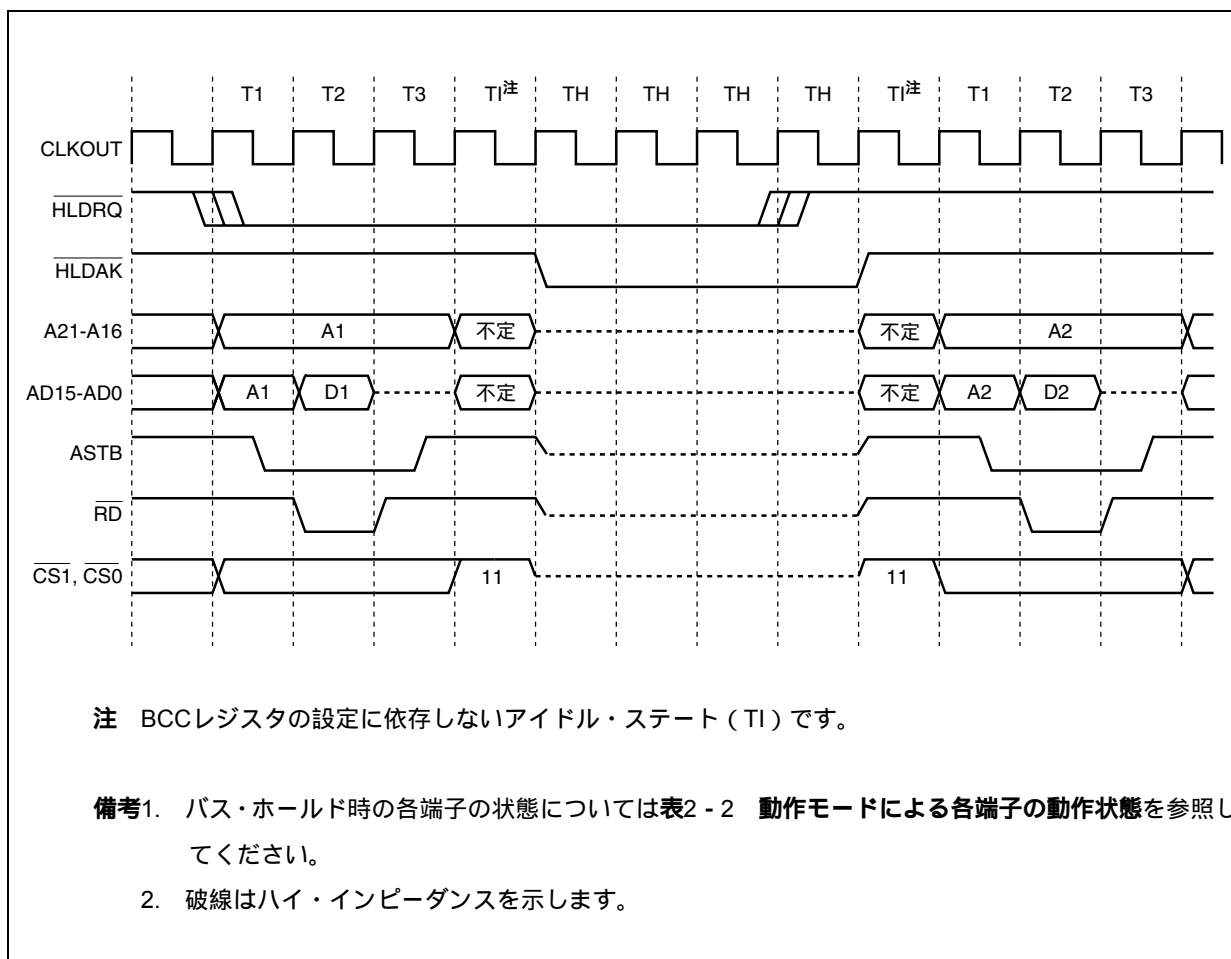 T1 T2 T3 TI注 TH TH TH TH TI注 T1 T2 T3
CLKOUT
HLDRQ
HLDAK
A21-A16 A1 不定 不定 A2
AD15-AD0 A1 D1 不定 不定 A2 D2
ASTB
RD
CS1, CS0 11 11
注 BCCレジスタの設定に依存しないアイドル・ステート（TI）です。
備考1. バス・ホールド時の各端子の状態については表2 - 2 動作モードによる各端子の動作状態を参照し
てください。
2. 破線はハイ・インピーダンスを示します。